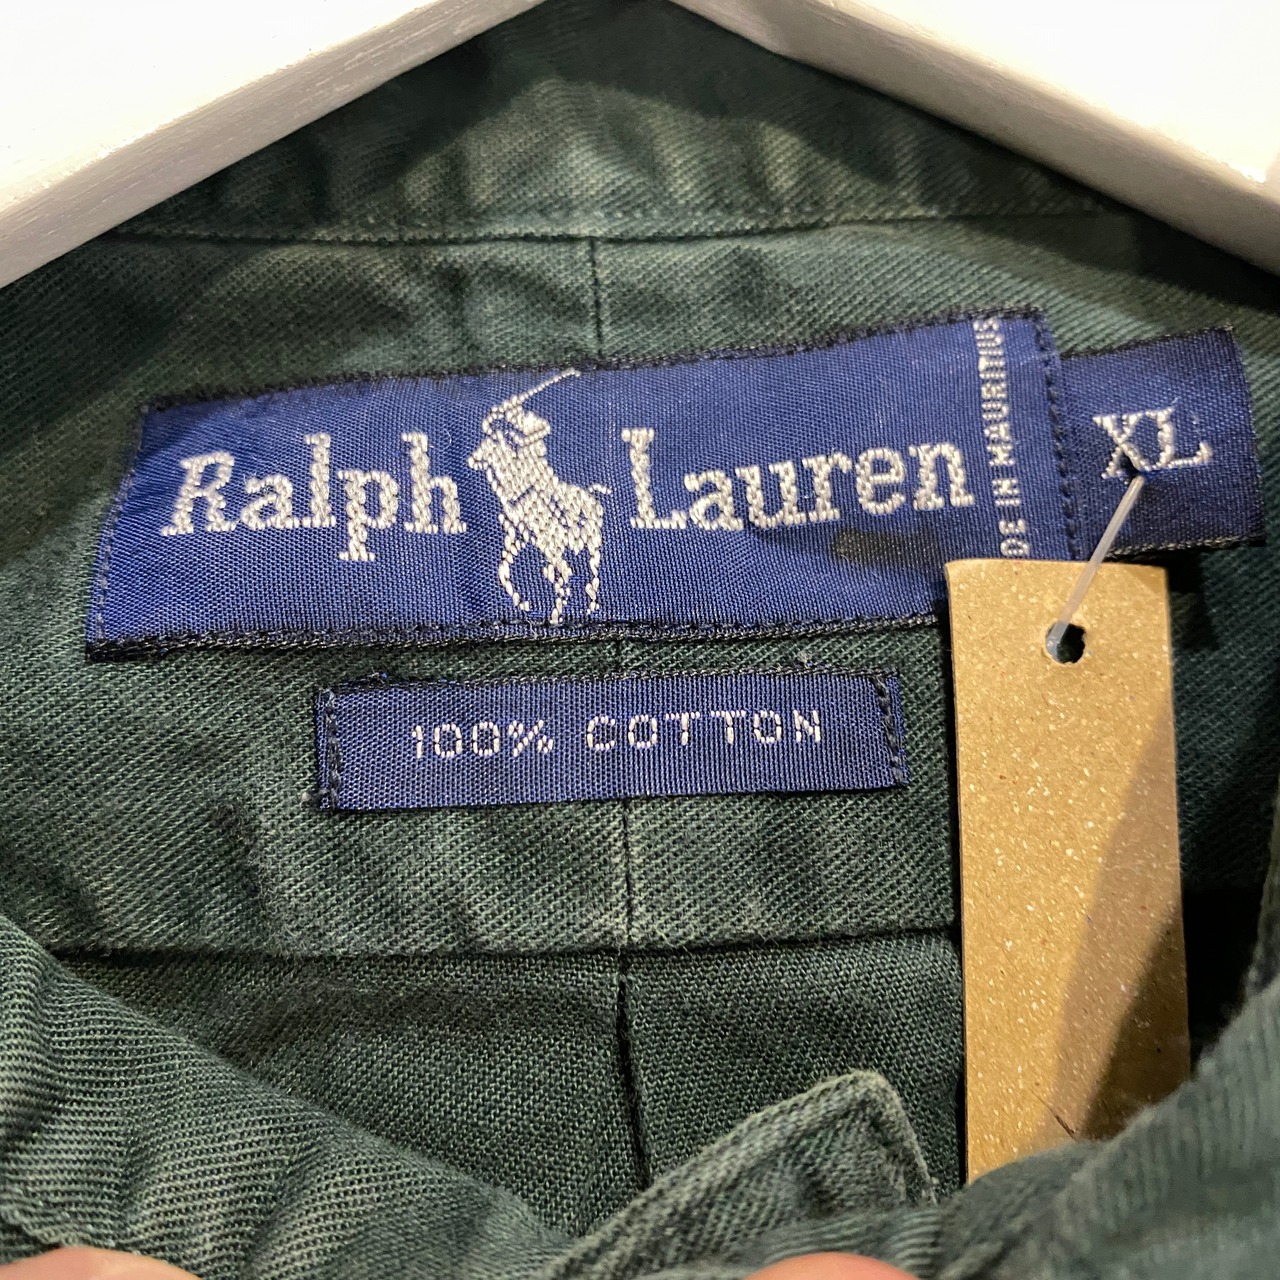 Ralph Lauren
DE IN MAURITIUS
XL
100% COTTON